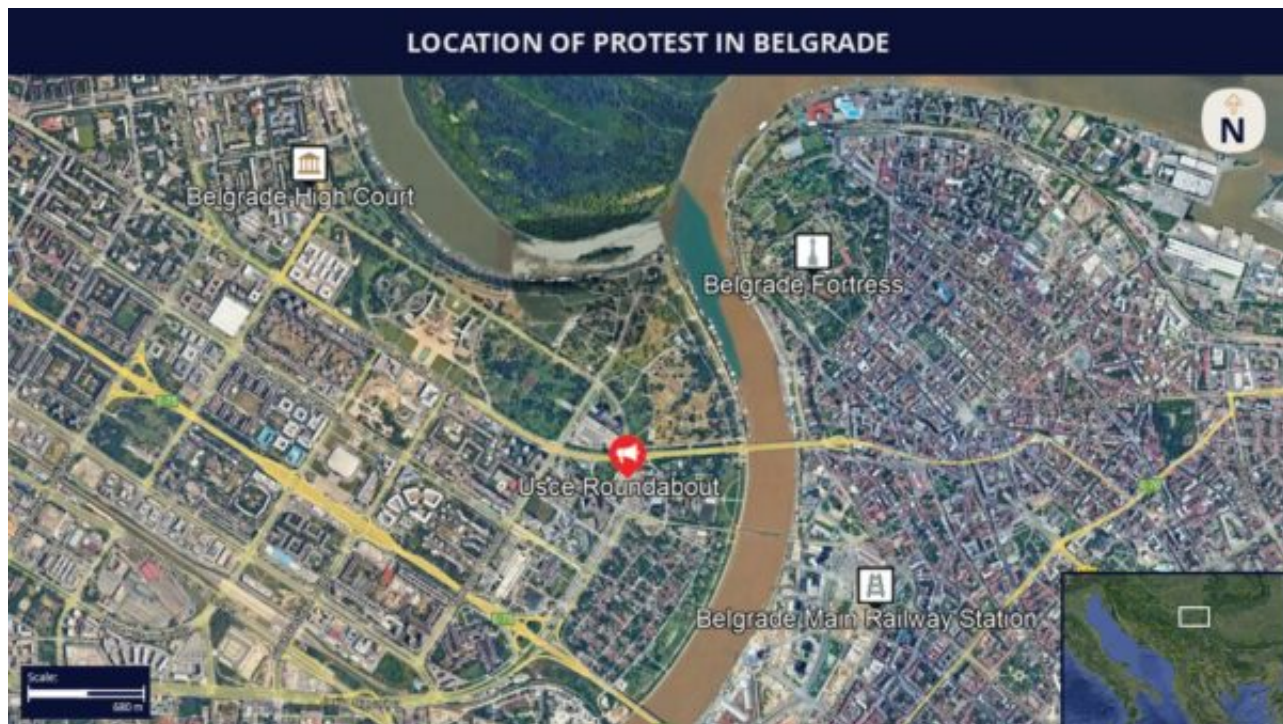 LOCATION OF PROTEST IN BELGRADE
N
Belgrade High Court
Belgrade Fortress
Usce Roundabout
Belgrade Main Railway Station
Scale:
680 m